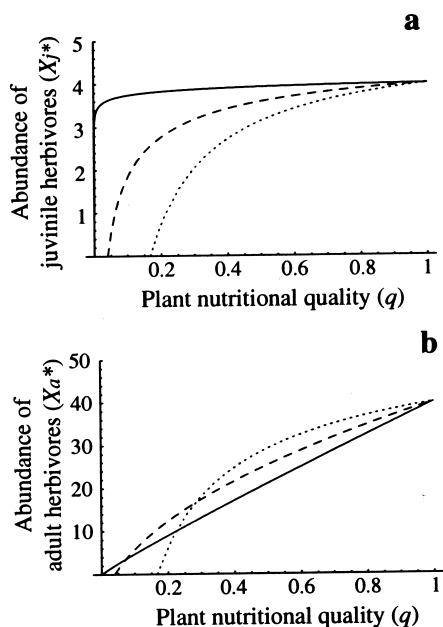 a
5
4
3
2
1
0.2 0.4 0.6 0.8 1
Abundance of
juvenile herbivores (Xj*)
Plant nutritional quality (q)
b
50
40
30
20
10
0.2 0.4 0.6 0.8 1
Abundance of
adult herbivores (Xa*)
Plant nutritional quality (q)